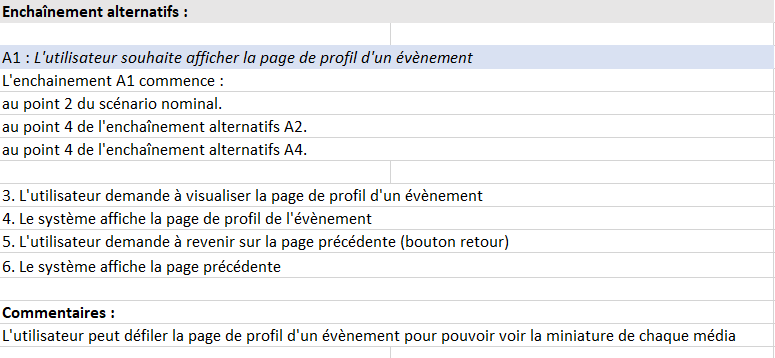 Enchaînement alternatifs :
A1 : L'utilisateur souhaite afficher la page de profil d'un évènement
L'enchainement A1 commence :
au point 2 du scénario nominal.
au point 4 de l'enchaînement alternatifs A2.
au point 4 de l'enchaînement alternatifs A4.
3. L'utilisateur demande à visualiser la page de profil d'un évènement
4. Le système affiche la page de profil de l'évènement
5. L'utilisateur demande à revenir sur la page précédente (bouton retour)
6. Le système affiche la page précédente
Commentaires :
L'utilisateur peut défiler la page de profil d'un évènement pour pouvoir voir la miniature de chaque média